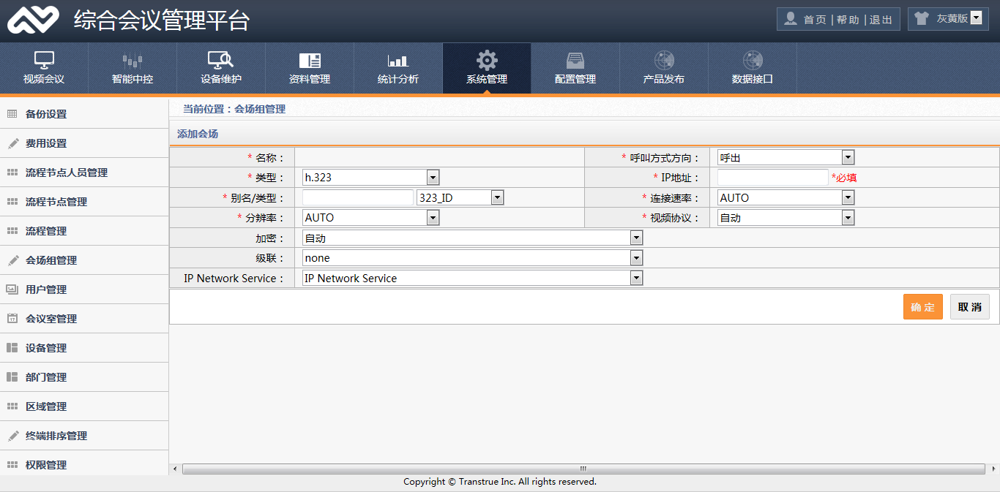 综合会议管理平台
首页 | 帮助 | 退出 灰黄版
视频会议 智能中控 设备维护 资料管理 统计分析 系统管理 配置管理 产品发布 数据接口
备份设置
费用设置
流程节点人员管理
流程节点管理
流程管理
会场组管理
用户管理
会议室管理
设备管理
部门管理
区域管理
终端排序管理
权限管理
当前位置：会场组管理
添加会场
* 名称： * 呼叫方式方向： 呼出
* 类型： h.323 * IP地址： *必填
* 别名/类型： 323_ID * 连接速率： AUTO
* 分辨率： AUTO * 视频协议： 自动
加密： 自动
级联： none
IP Network Service： IP Network Service
确 定 取 消
Copyright © Transtrue Inc. All rights reserved.